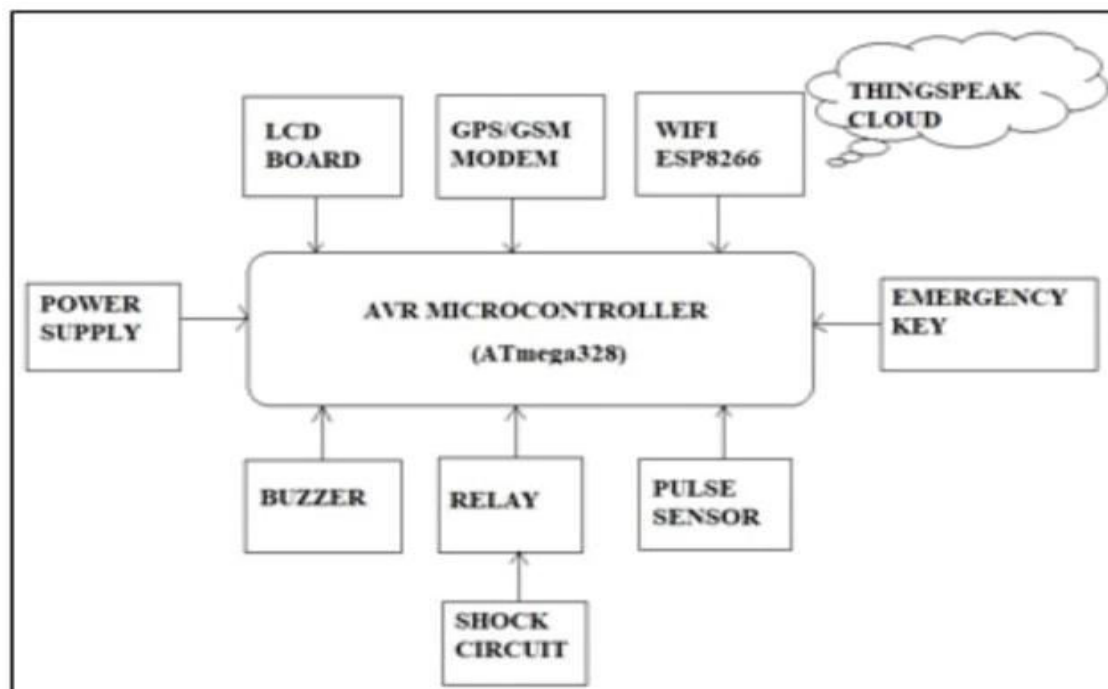 THINGSPEAK
CLOUD
LCD
BOARD
GPS/GSM
MODEM
WIFI
ESP8266
POWER
SUPPLY
AVR MICROCONTROLLER
(ATmega328)
EMERGENCY
KEY
BUZZER
RELAY
PULSE
SENSOR
SHOCK
CIRCUIT